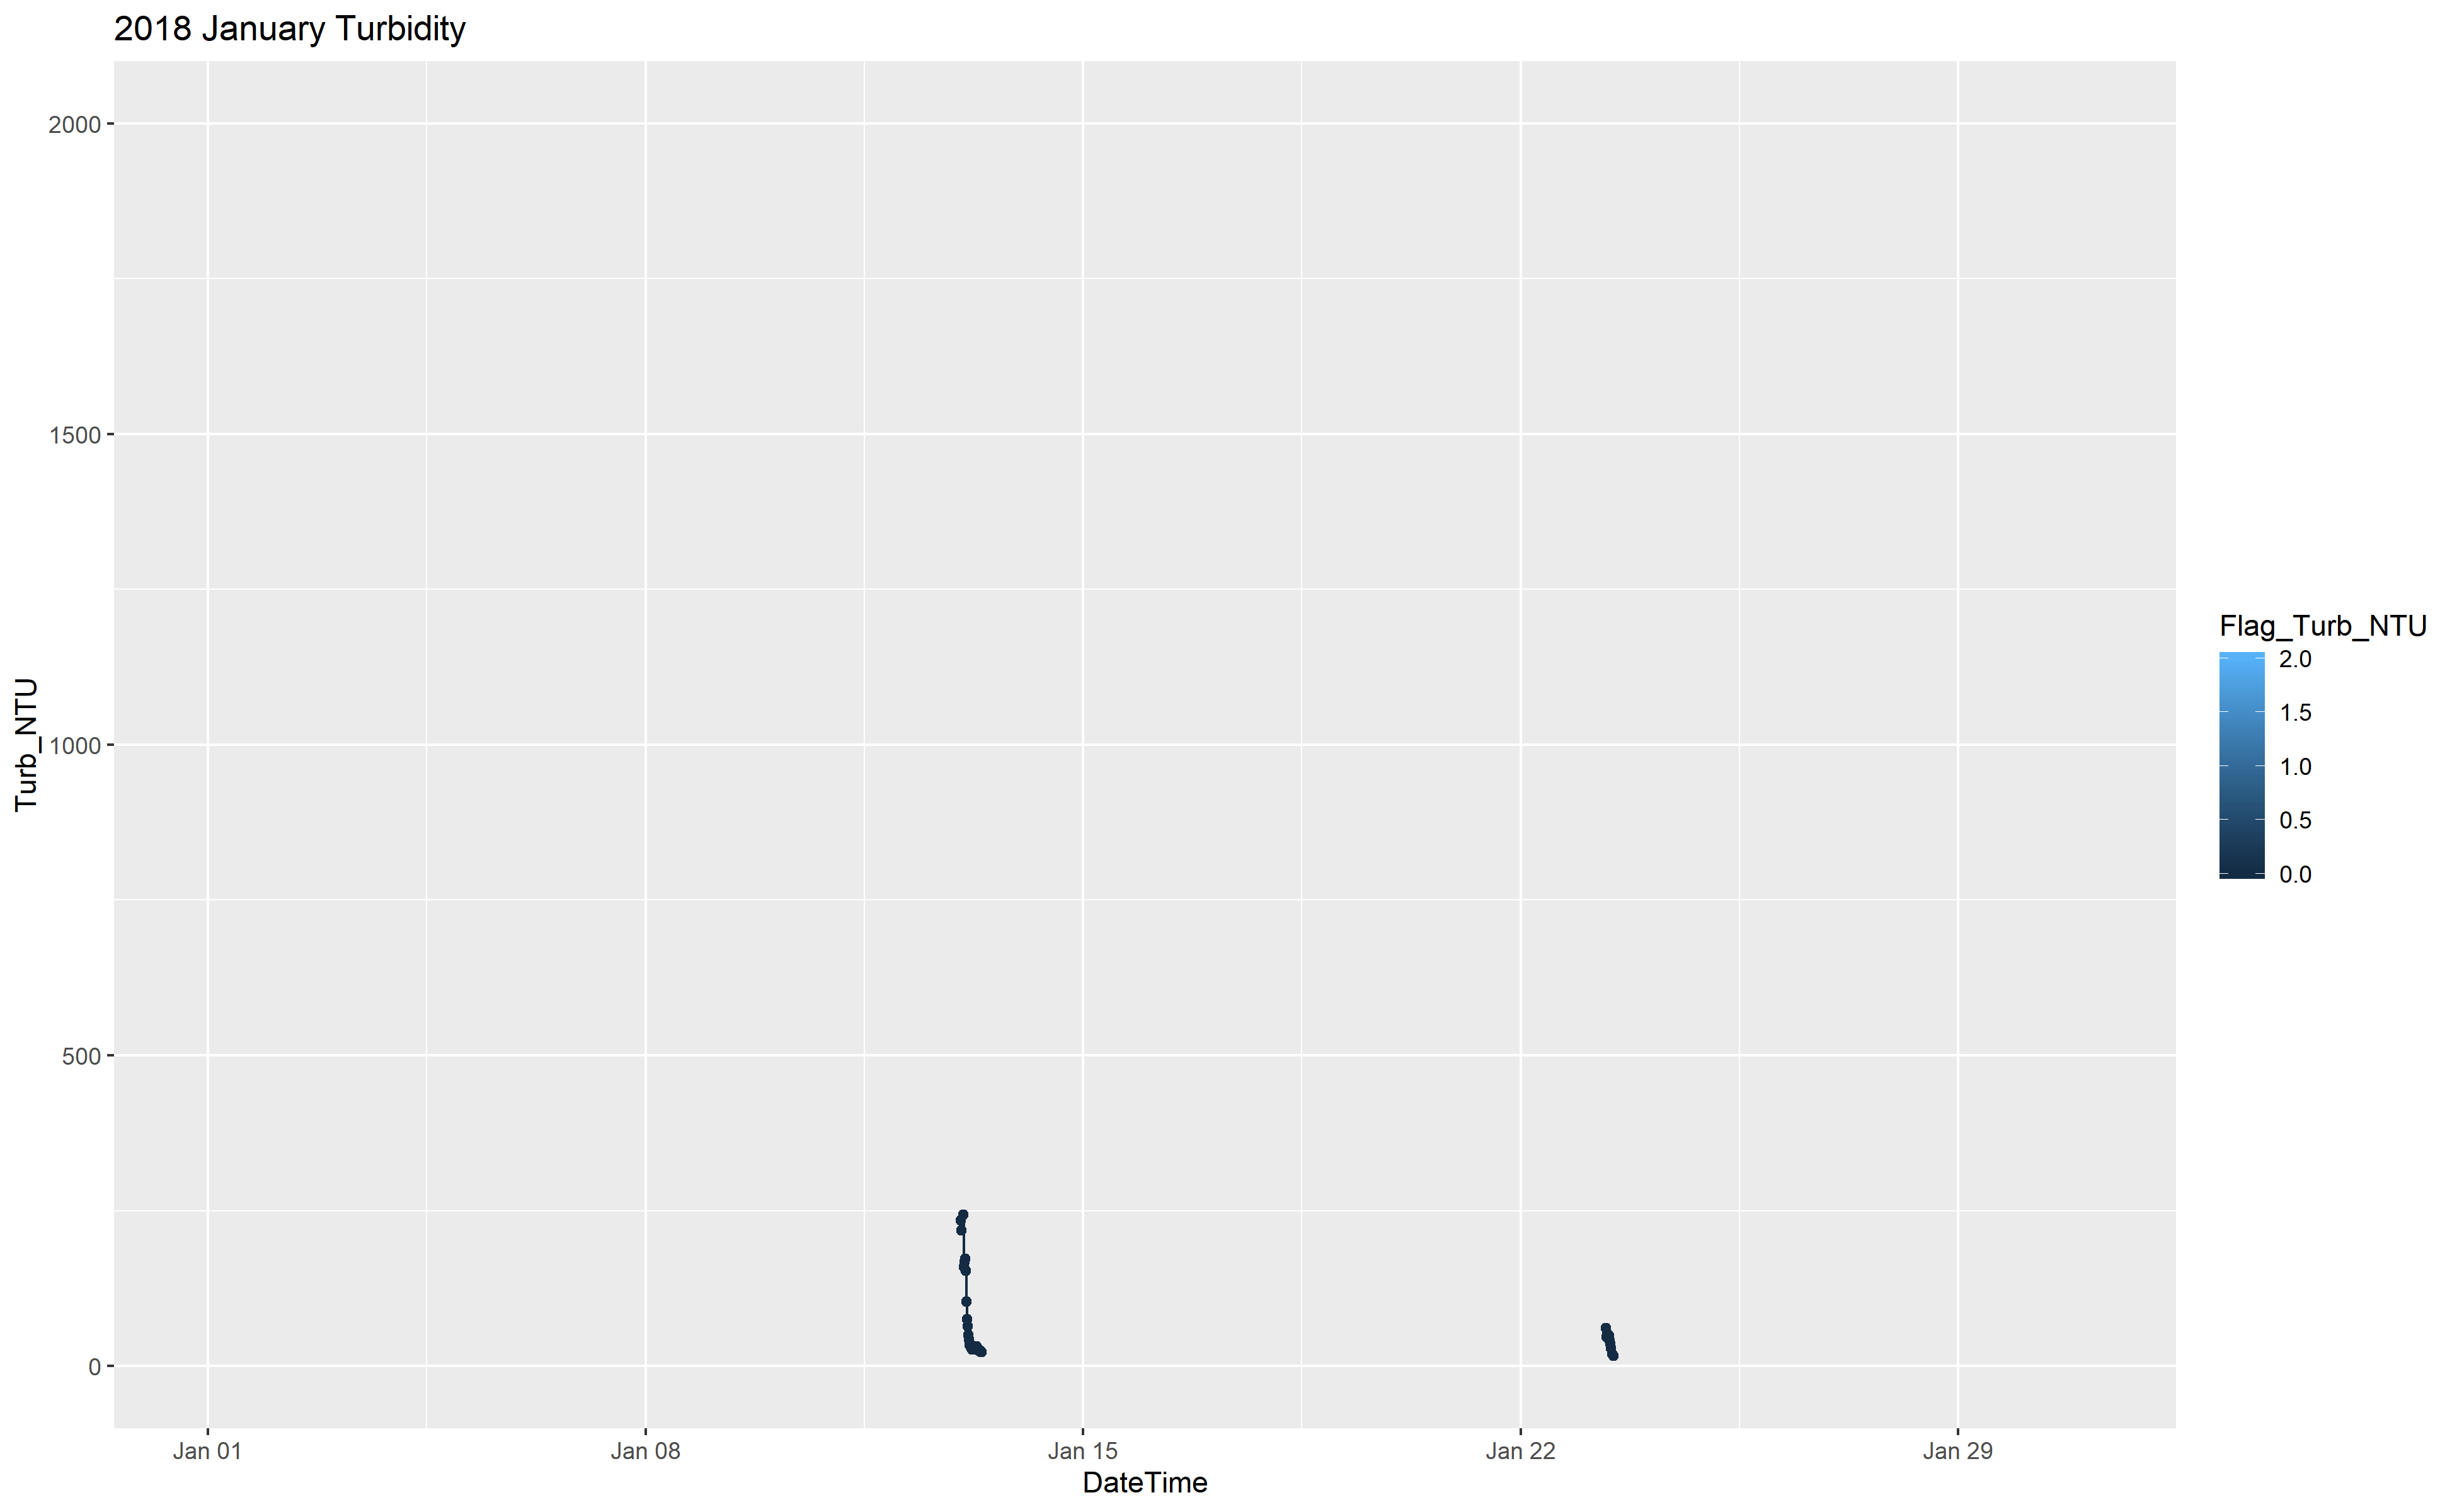 2018 January Turbidity
Turb_NTU
2000
1500
1000
500
0
Jan 01
Jan 08
Jan 15
Jan 22
Jan 29
DateTime
Flag_Turb_NTU
2.0
1.5
1.0
0.5
0.0